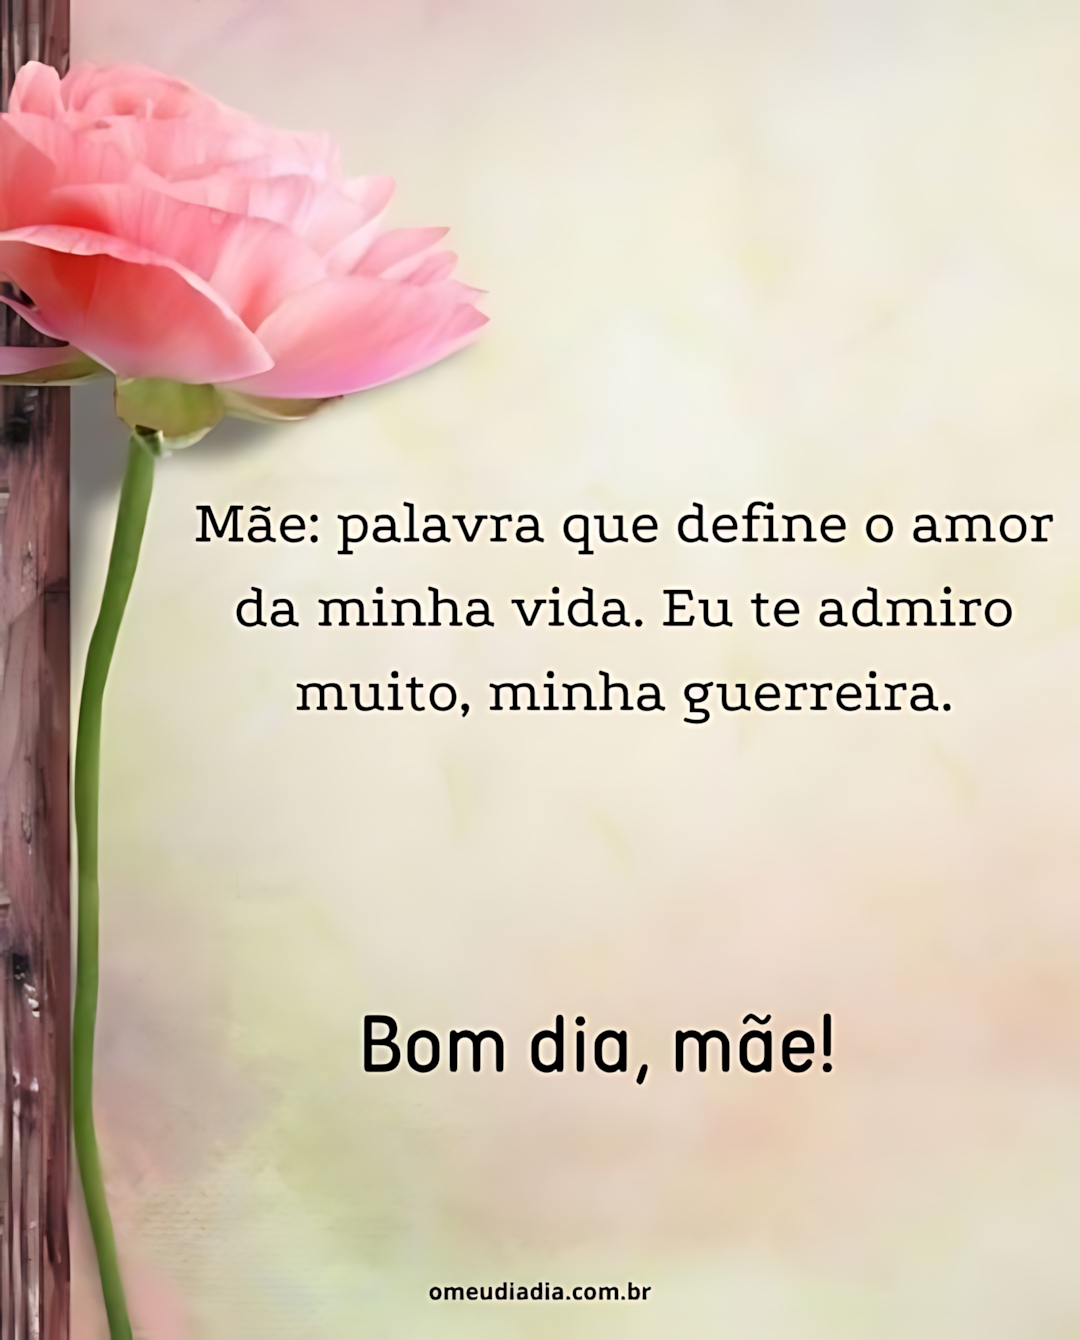 Mãe: palavra que define o amor
da minha vida. Eu te admiro
muito, minha guerreira.
Bom dia, mãe!
omeudiadia.com.br